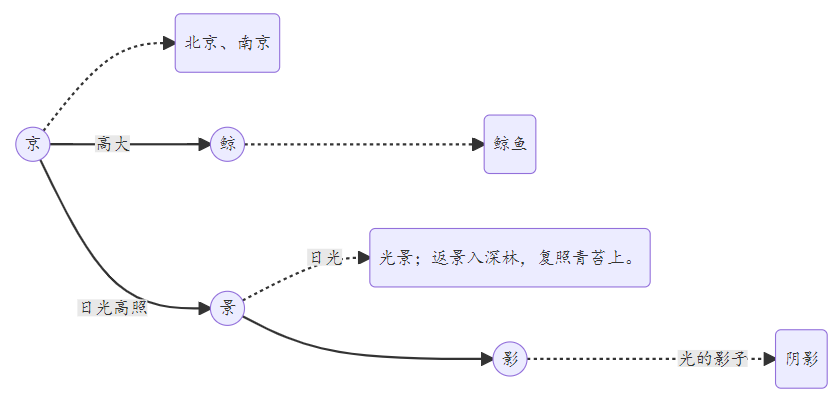 北京、南京
京
高大
鲸
鲸鱼
日光
光景；返景入深林，复照青苔上。
日光高照
景
影
光的影子
阴影